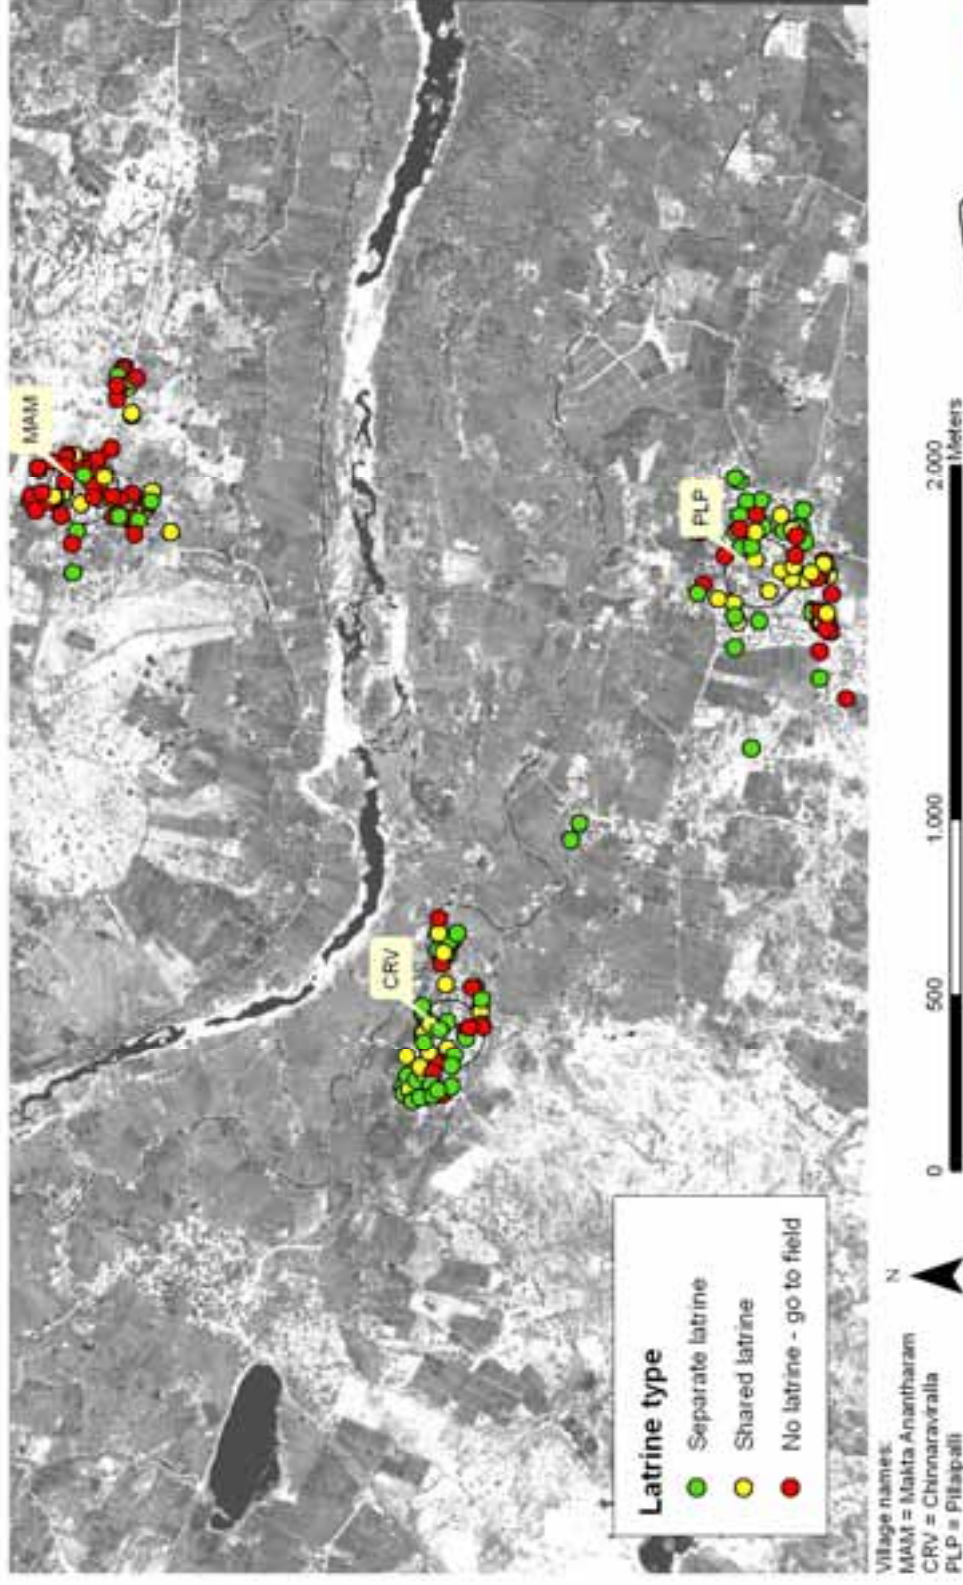 MAM
CRV
PLP
Latrine type
Separate latrine
Shared latrine
No latrine - go to field
Village names:
MAM = Makta Anantharam
CRV = Chinnaraviralla
PLP = Pillaipalli
N
0 500 1.000 2.000
Meters